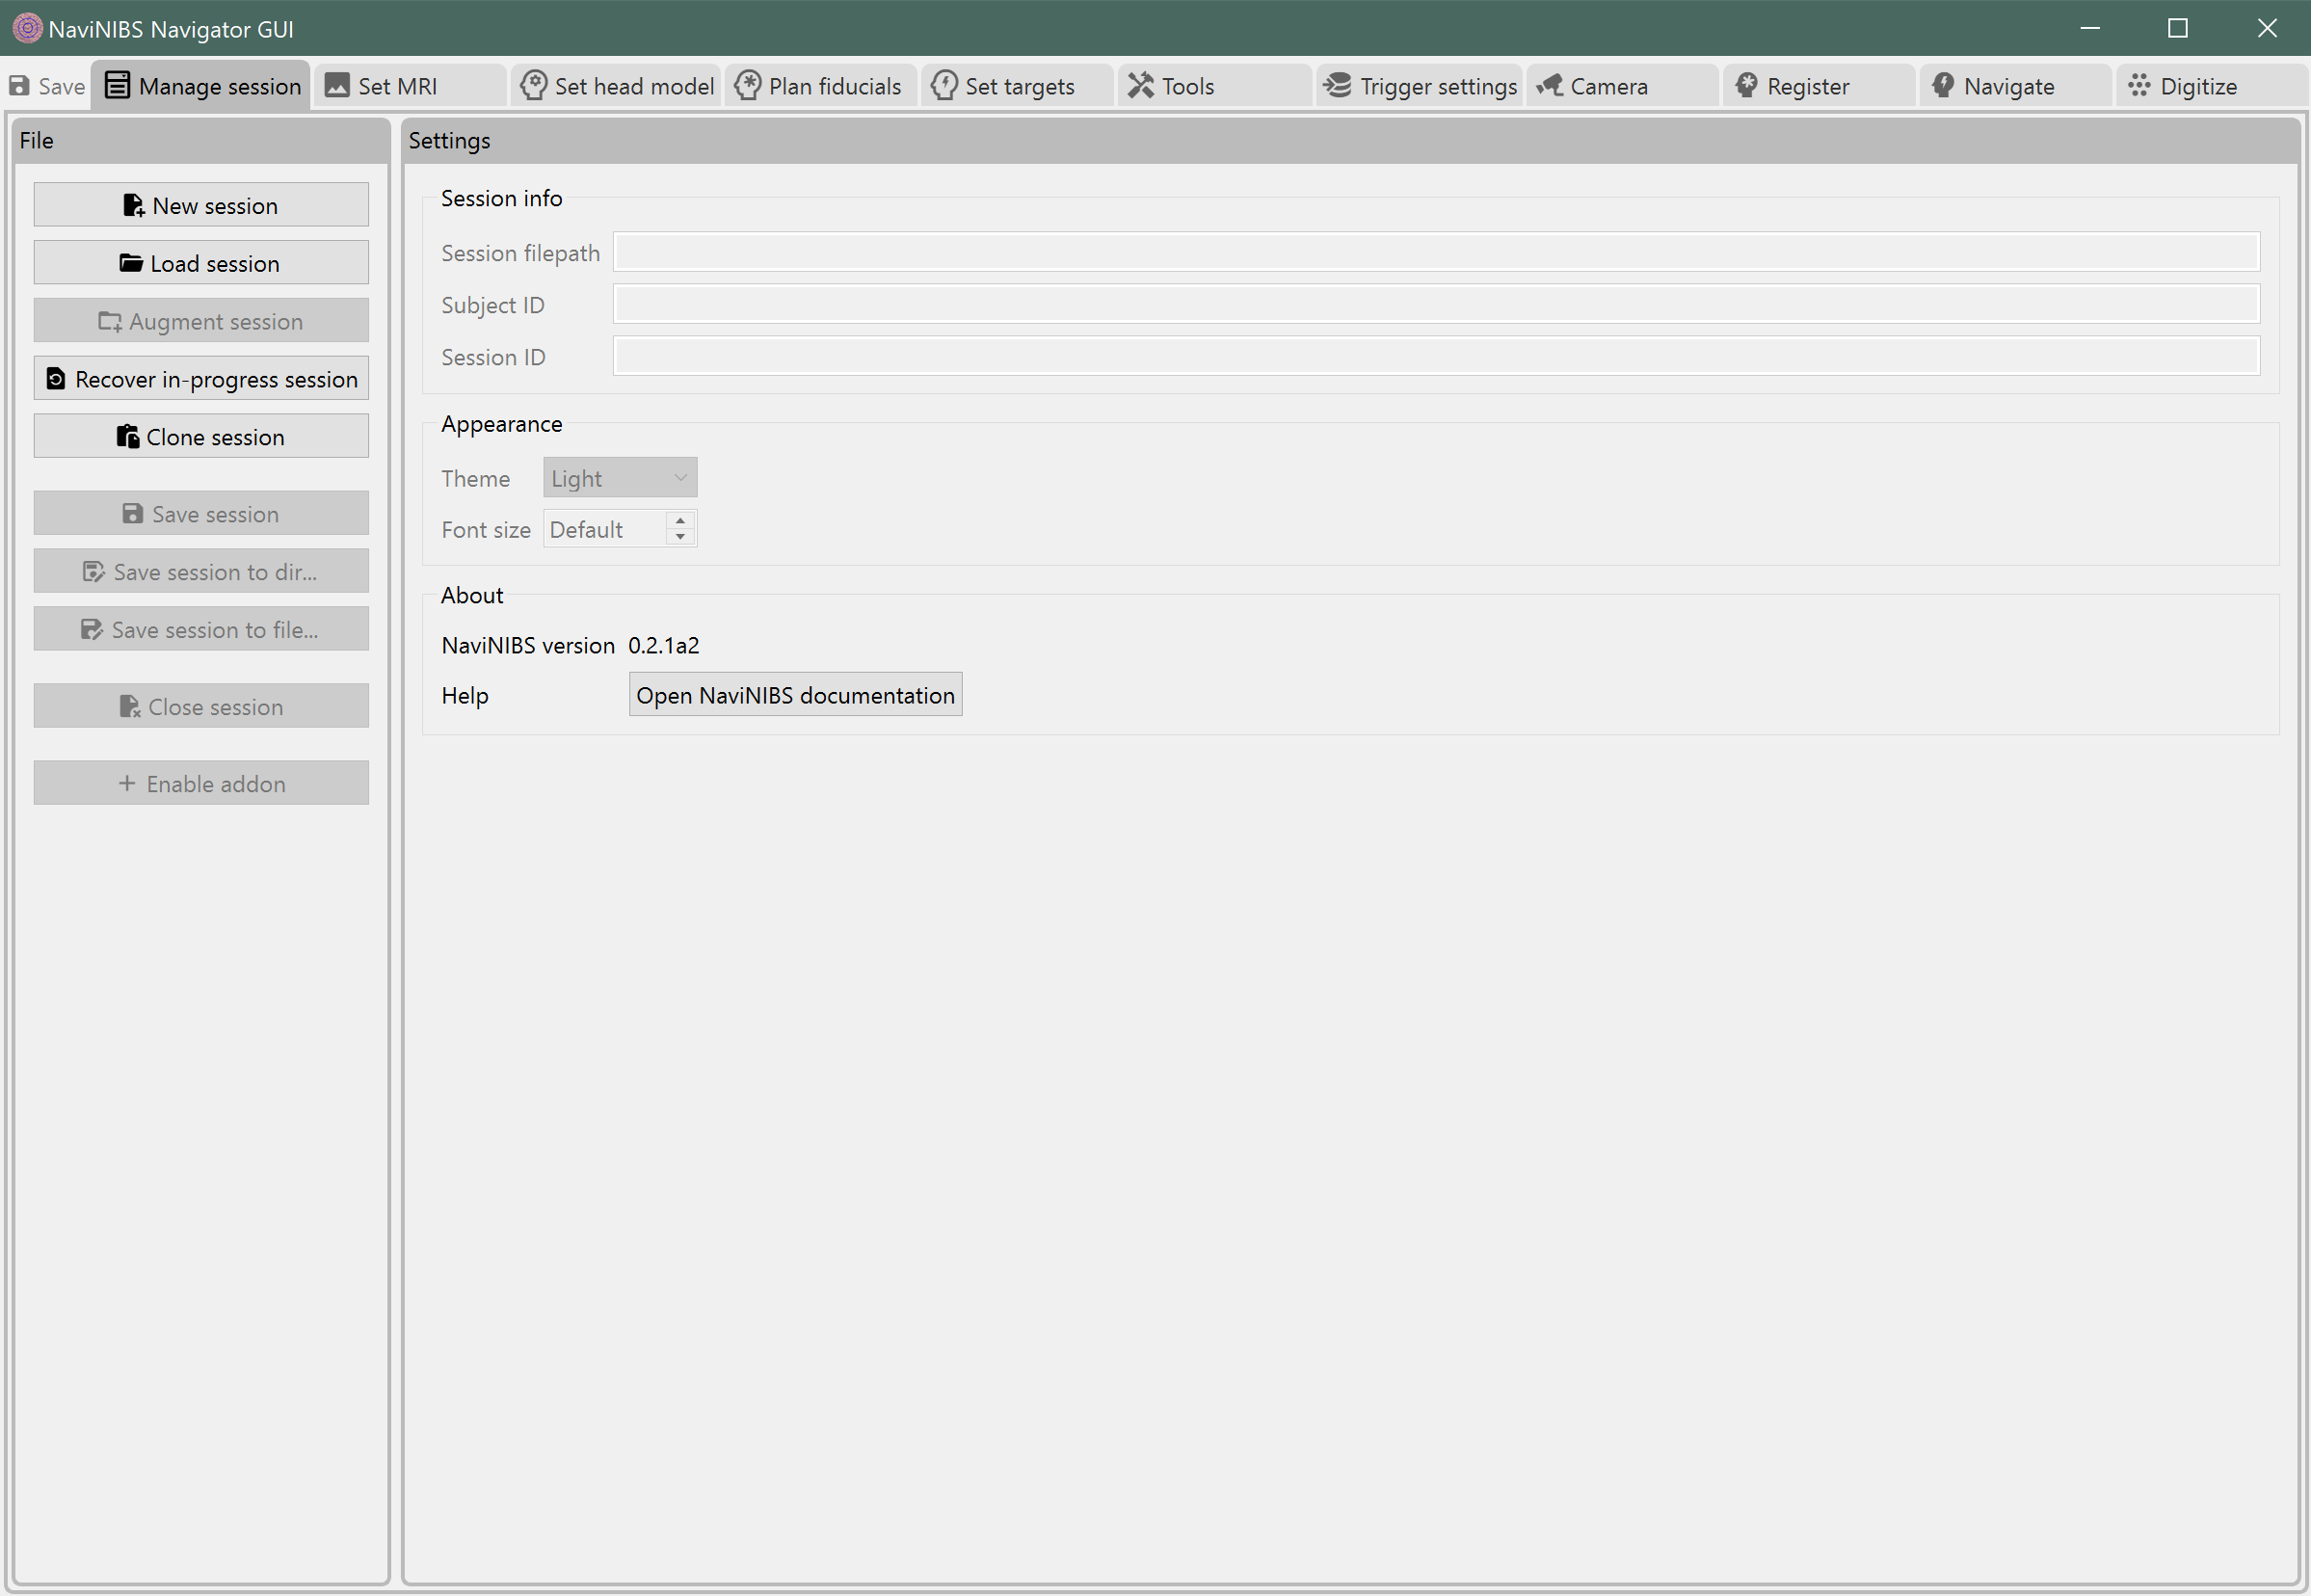 NaviNIBS Navigator GUI
Save Manage session Set MRI Set head model Plan fiducials Set targets Tools Trigger settings Camera Register Navigate Digitize
File
New session
Load session
Augment session
Recover in-progress session
Clone session
Save session
Save session to dir...
Save session to file...
Close session
Enable addon
Settings
Session info
Session filepath
Subject ID
Session ID
Appearance
Theme Light
Font size Default
About
NaviNIBS version 0.2.1a2
Help Open NaviNIBS documentation